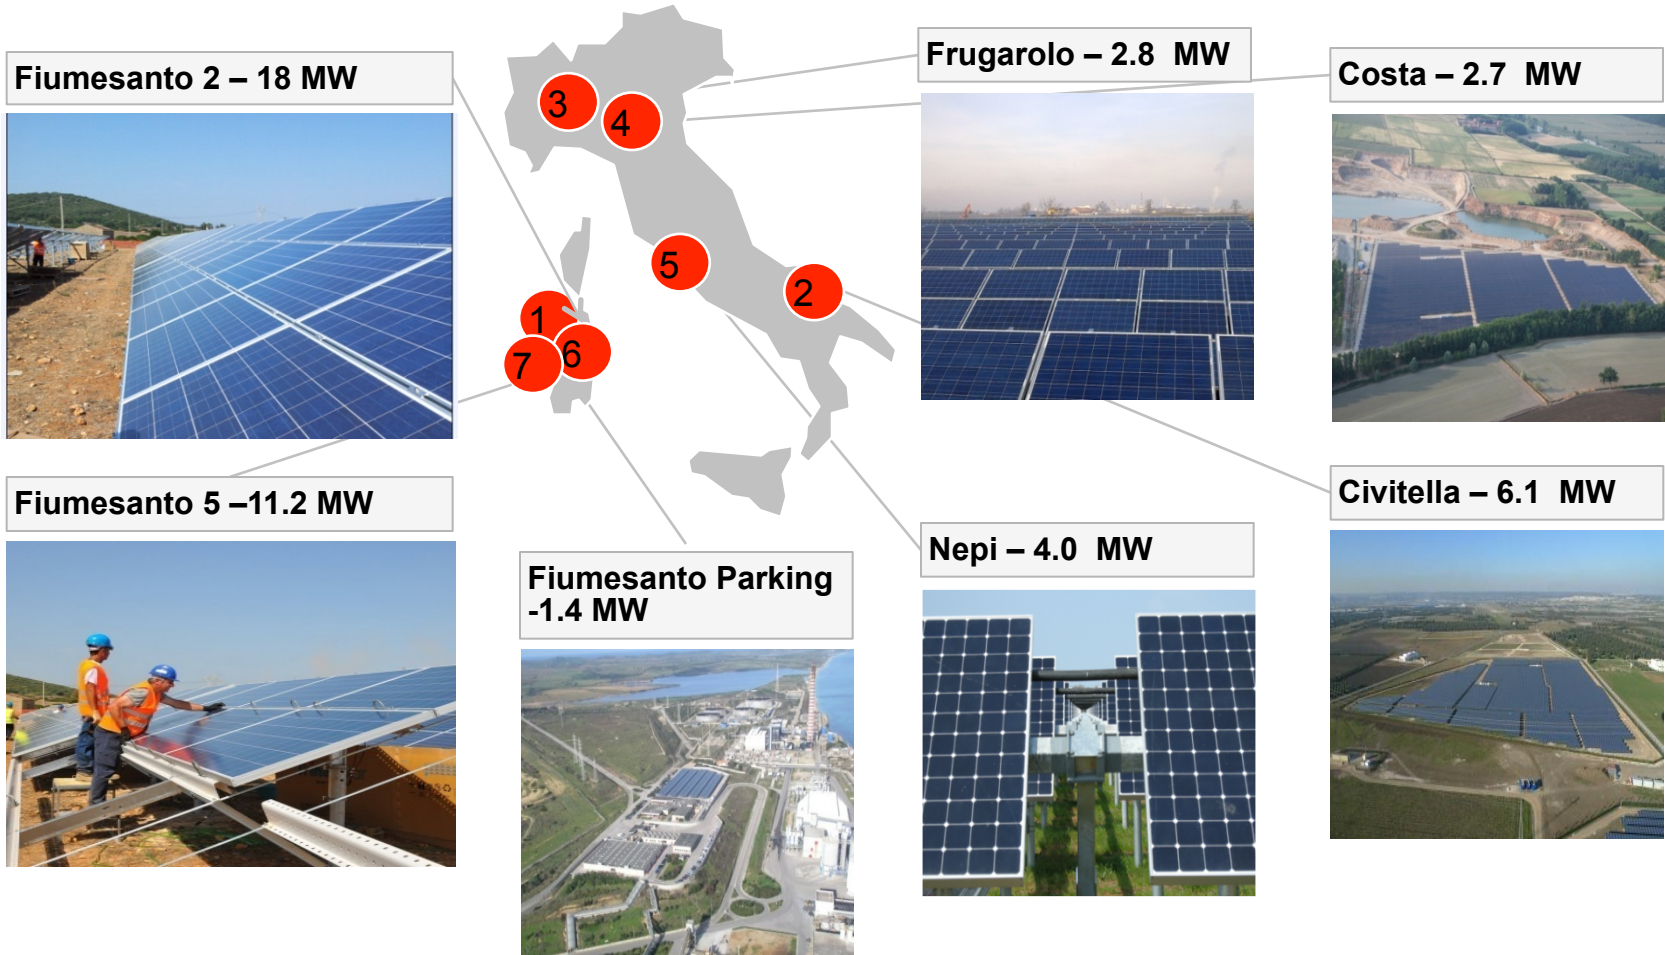 Fiumesanto 2 – 18 MW
Frugarolo – 2.8 MW
Costa – 2.7 MW
3
4
5
2
1
6
7
Fiumesanto 5 –11.2 MW
Civitella – 6.1 MW
Nepi – 4.0 MW
Fiumesanto Parking
-1.4 MW